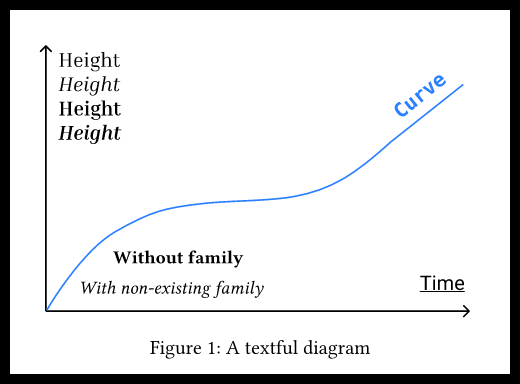 Height
Height
Height
Height
Curve
Without family
With non-existing family
Time
Figure 1: A textful diagram